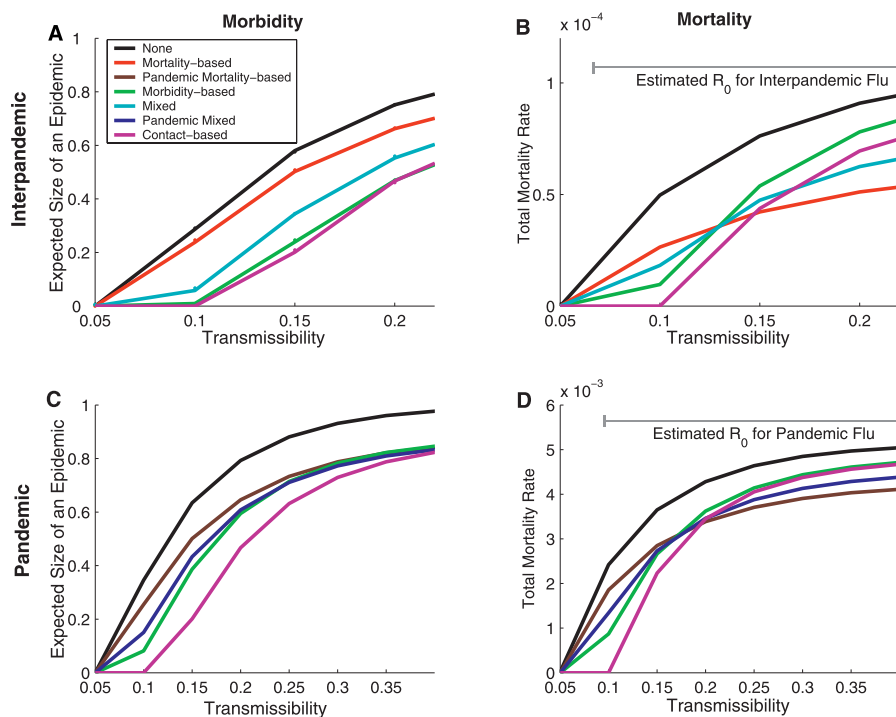 Morbidity
Mortality
Interpandemic
Pandemic
A
Expected Size of an Epidemic
1
0.8
0.6
0.4
0.2
0
None
Mortality−based
Pandemic Mortality−based
Morbidity−based
Mixed
Pandemic Mixed
Contact−based
0.05 0.1 0.15 0.2
Transmissibility
B
x 10−4
Total Mortality Rate
1
0.5
0
Estimated R0 for Interpandemic Flu
0.05 0.1 0.15 0.2
Transmissibility
C
Expected Size of an Epidemic
1
0.8
0.6
0.4
0.2
0
0.05 0.1 0.15 0.2 0.25 0.3 0.35
Transmissibility
D
x 10−3
Total Mortality Rate
6
5
4
3
2
1
0
Estimated R0 for Pandemic Flu
0.05 0.1 0.15 0.2 0.25 0.3 0.35
Transmissibility